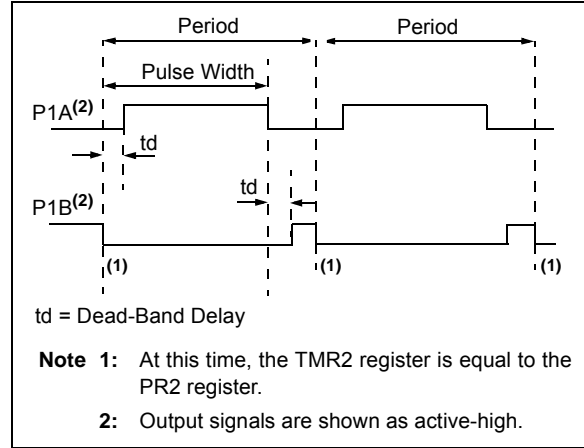 Period Period
Pulse Width
P1A(2)
td
td
P1B(2)
(1) (1) (1)
td = Dead-Band Delay
Note 1: At this time, the TMR2 register is equal to the
PR2 register.
2: Output signals are shown as active-high.